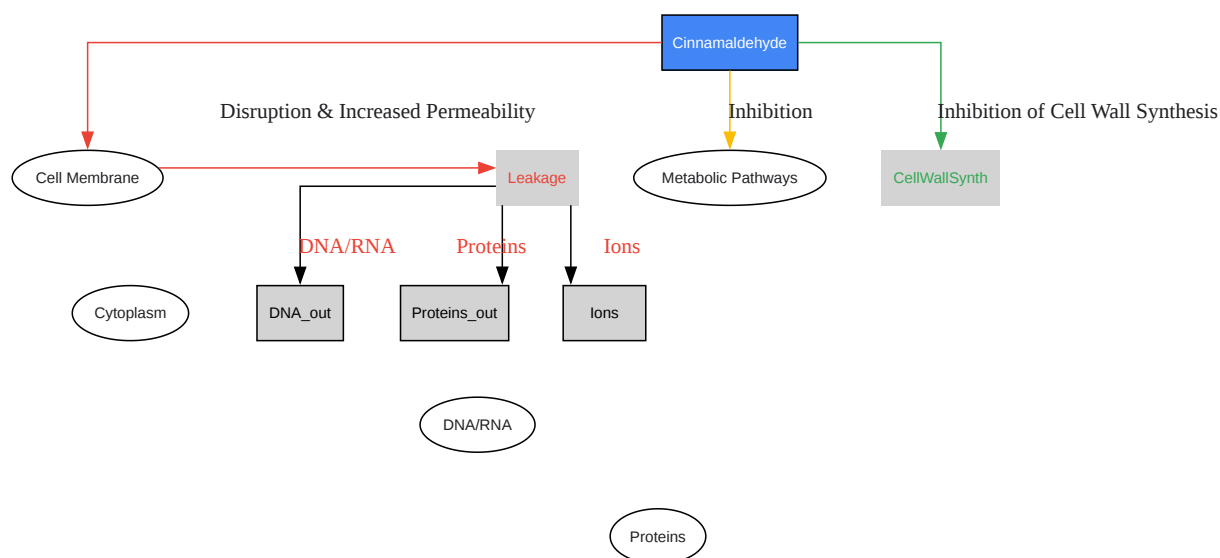 Cinnamaldehyde
Disruption & Increased Permeability
Inhibition
Inhibition of Cell Wall Synthesis
Cell Membrane
Leakage
Metabolic Pathways
CellWallSynth
DNA/RNA
Proteins
Ions
Cytoplasm
DNA_out
Proteins_out
Ions
DNA/RNA
Proteins